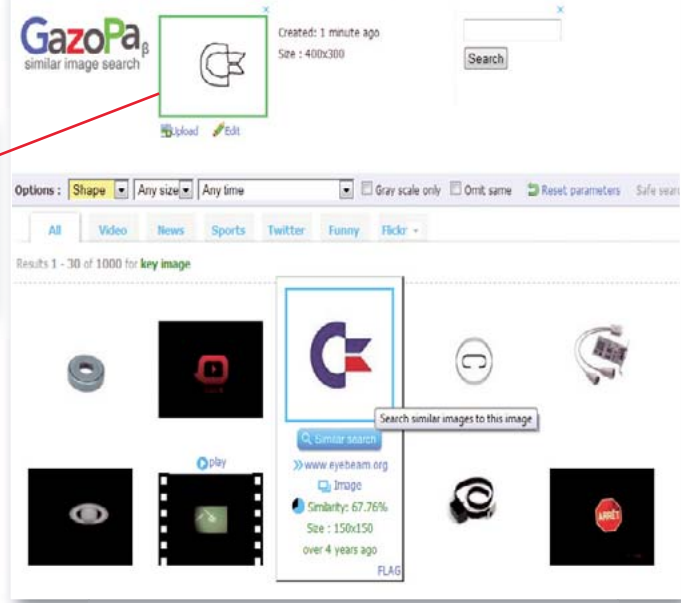 GazoPa β
similar image search
Created: 1 minute ago
Size : 400x300
Search
Upload Edit
Options : Shape Any size Any time Gray scale only Omit same Reset parameters Safe sear
All Video News Sports Twitter Funny Flickr
Results 1 - 30 of 1000 for key image
C
Search similar images to this image
Similar search
play
»www.eyebeam.org
Image
Similarity: 67.76%
Size : 150x150
over 4 years ago
FLAG
ARRÊT